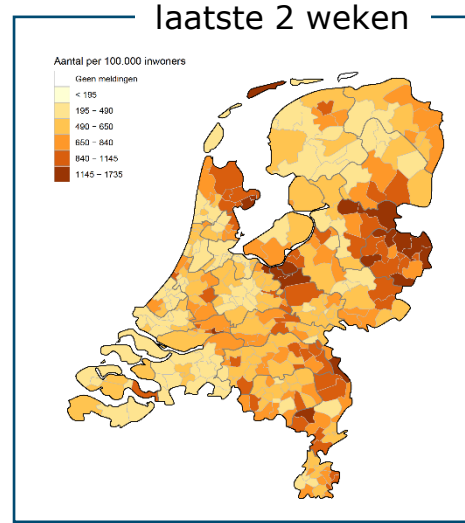 laatste 2 weken
Aantal per 100.000 inwoners
Geen meldingen
< 195
195 – 490
490 – 650
650 – 840
840 – 1145
1145 – 1735